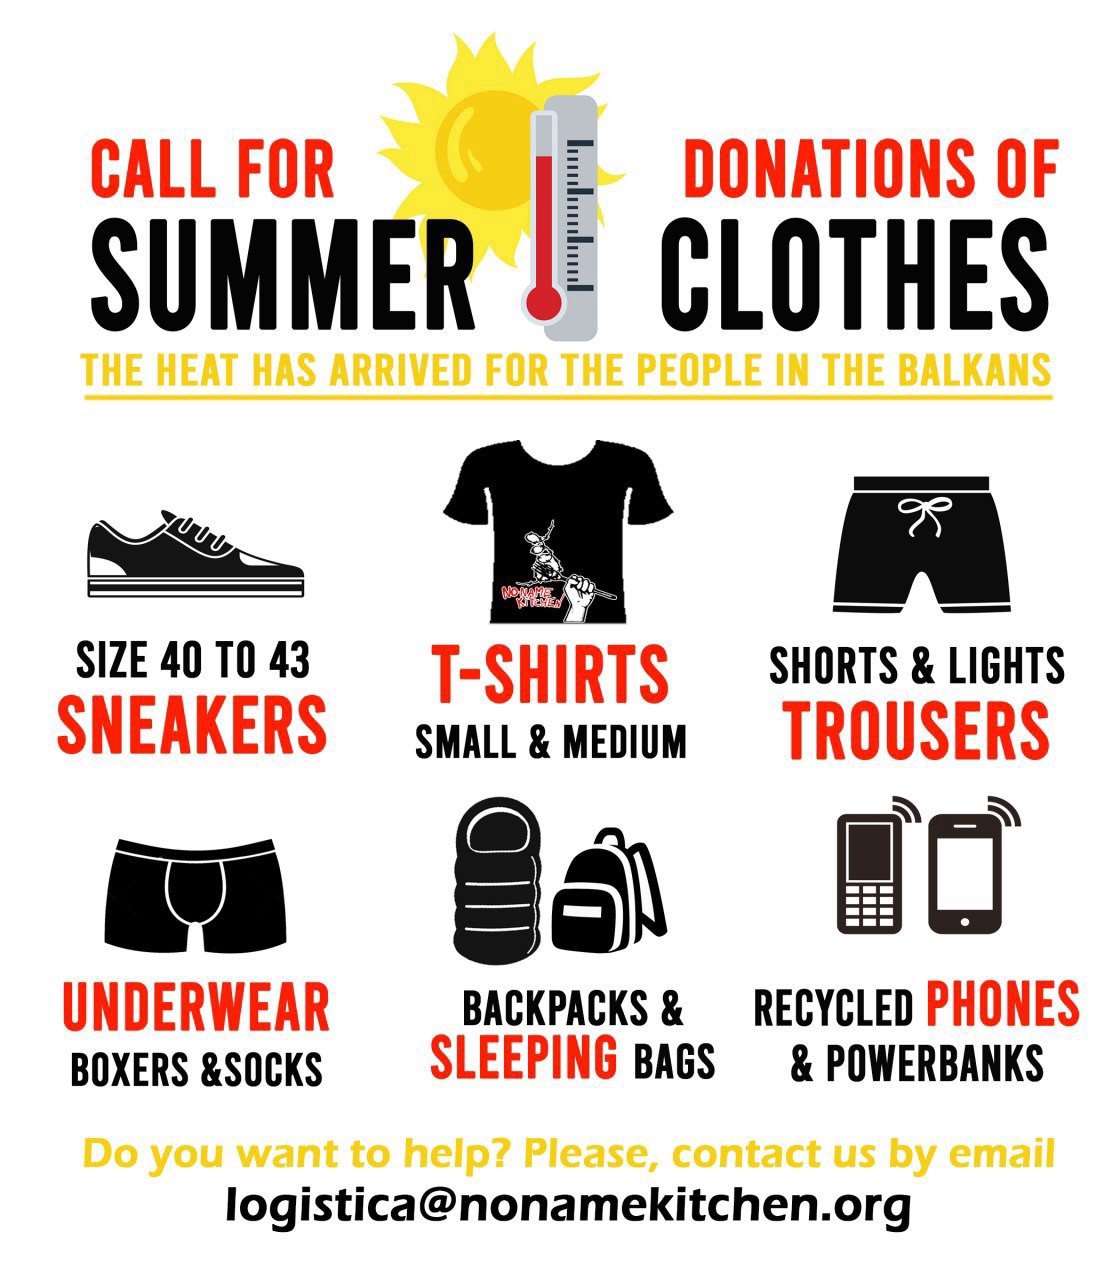 CALL FOR
DONATIONS OF
SUMMER
CLOTHES
THE HEAT HAS ARRIVED FOR THE PEOPLE IN THE BALKANS
NO NAME
KITCHEN
SIZE 40 TO 43
SNEAKERS
T-SHIRTS
SMALL & MEDIUM
SHORTS & LIGHTS
TROUSERS
UNDERWEAR
BOXERS &SOCKS
BACKPACKS &
SLEEPING BAGS
RECYCLED PHONES
& POWERBANKS
Do you want to help? Please, contact us by email
logistica@nonamekitchen.org